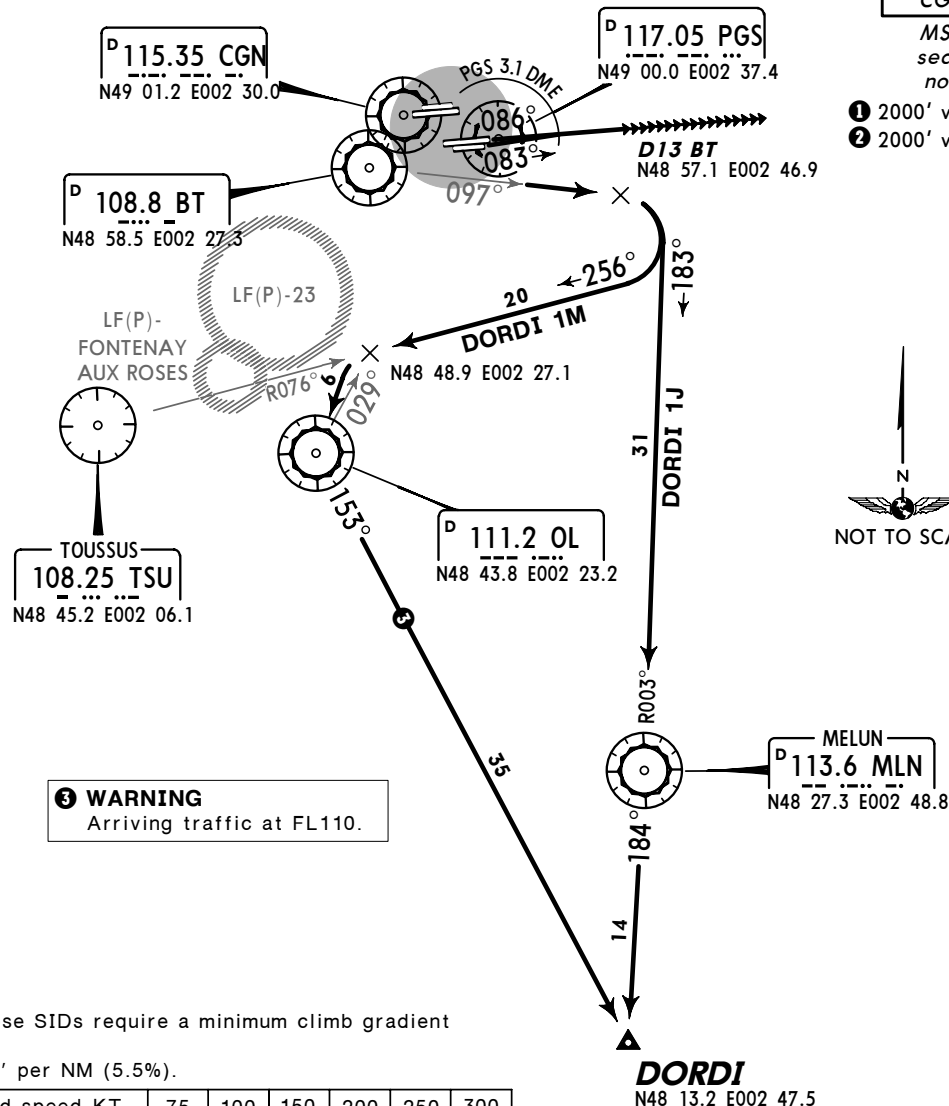 D 115.35 CGN
N49 01.2 E002 30.0
PGS 3.1 DME
D 117.05 PGS
N49 00.0 E002 37.4
CG
MS
sec
no
❶ 2000' v
❷ 2000' v
086°
083°
D13 BT
N48 57.1 E002 46.9
D 108.8 BT
N48 58.5 E002 27.3
097°
LF(P)-23
LF(P)-
FONTENAY
AUX ROSES
256°
183°
20
DORDI 1M
N48 48.9 E002 27.1
R076°
6
029°
31
DORDI 1J
153°
D 111.2 OL
N48 43.8 E002 23.2
TOUSSUS
108.25 TSU
N48 45.2 E002 06.1
N
NOT TO SCA
❸
R003°
MELUN
D 113.6 MLN
N48 27.3 E002 48.8
35
❸ WARNING
Arriving traffic at FL110.
184°
14
se SIDs require a minimum climb gradient
' per NM (5.5%).
d speed-KT 75 100 150 200 250 300
DORDI
N48 13.2 E002 47.5